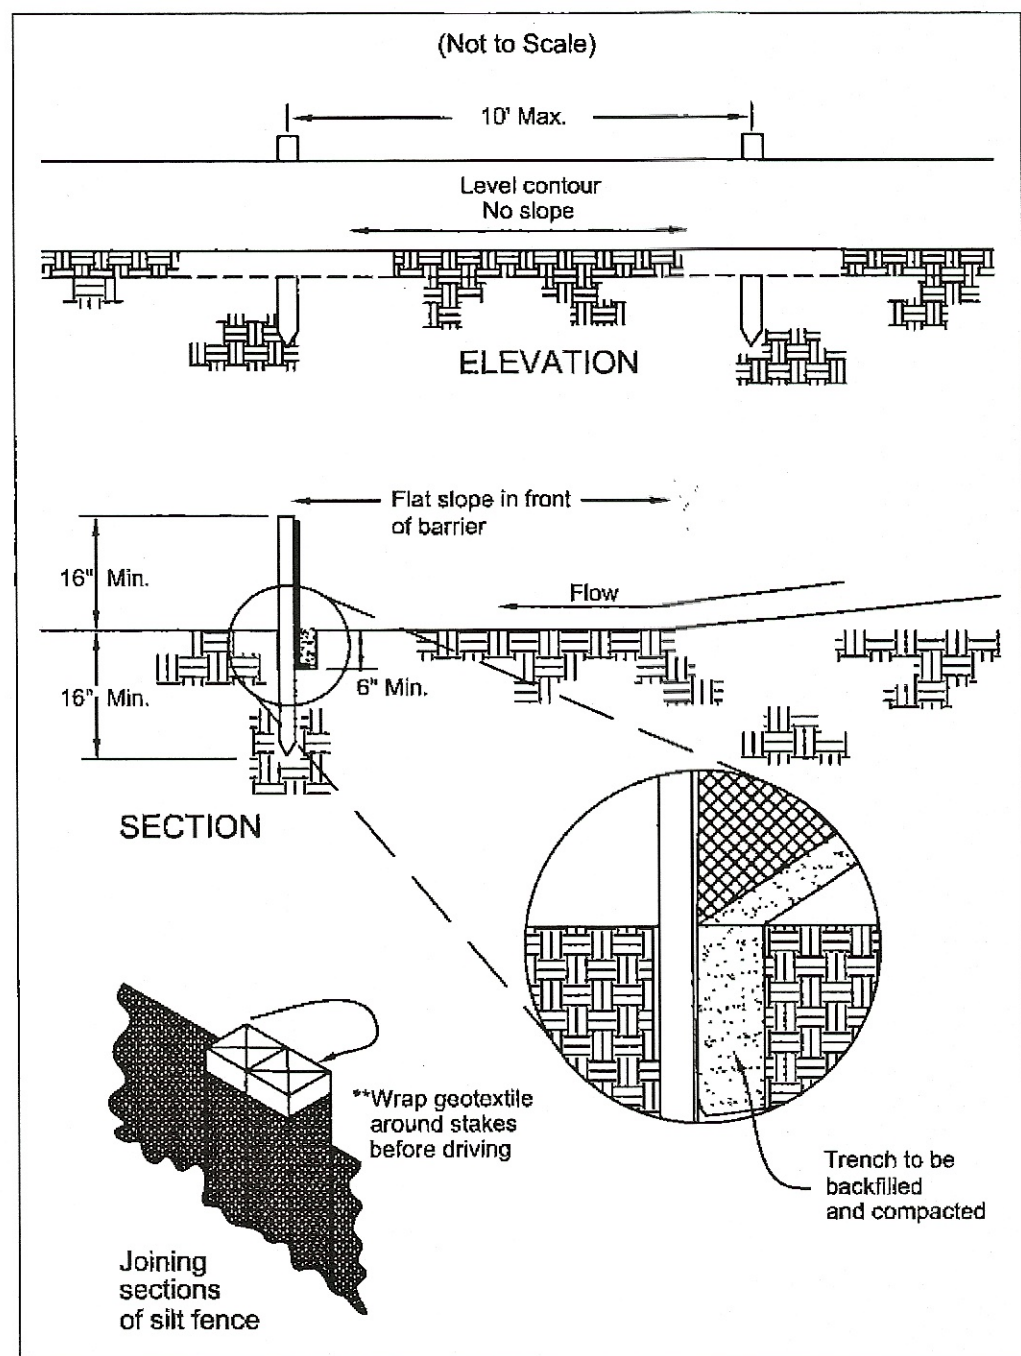 (Not to Scale)
10' Max.
Level contour
No slope
ELEVATION
Flat slope in front
of barrier
16" Min.
Flow
16" Min.
6" Min.
SECTION
**Wrap geotextile
around stakes
before driving
Trench to be
backfilled
and compacted
Joining
sections
of silt fence